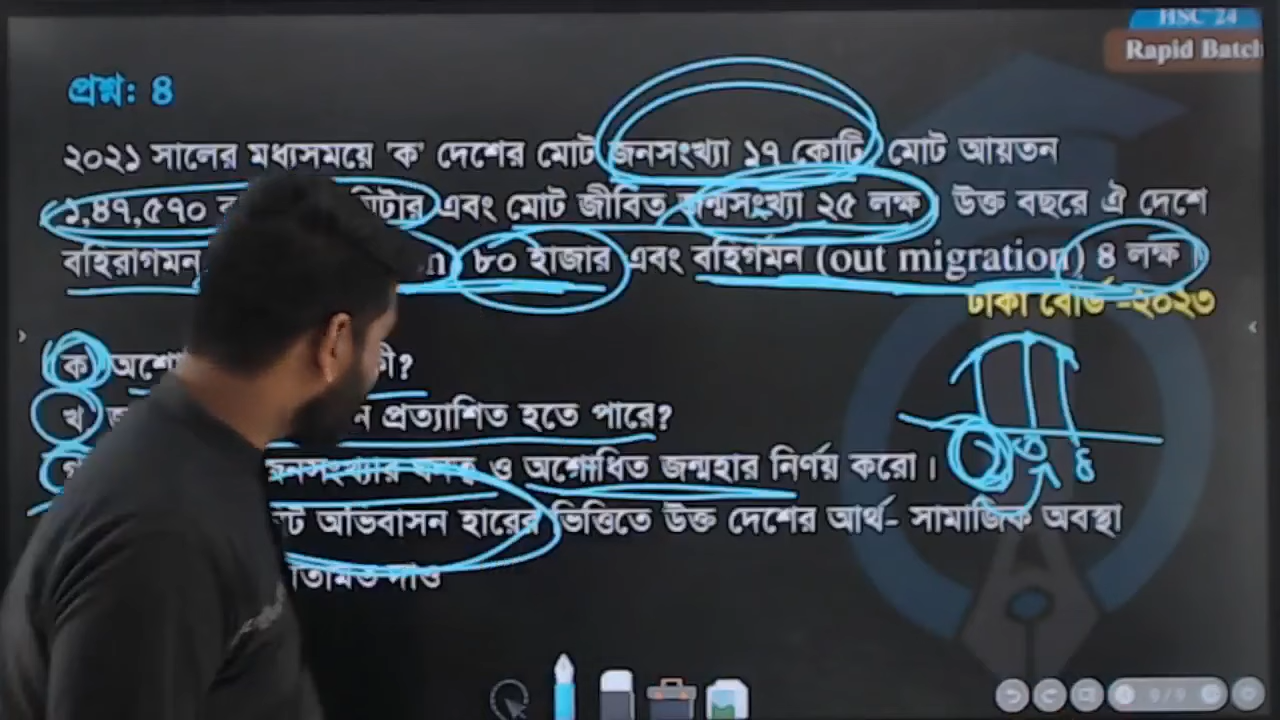 HSC 24
Rapid Batch
প্রশ্ন: ৪
২০২১ সালের মধ্যসময়ে 'ক' দেশের মোট জনসংখ্যা ১৭ কোটি মোট আয়তন
১,৪৭,৫৭০ এবং মোট জীবিত জন্মসংখ্যা ২৫ লক্ষ উক্ত বছরে ঐ দেশে
বহিরাগমন ৮০ হাজার এবং বহির্গমন (out migration) ৪ লক্ষ।
ঢাকা বোর্ড -২০২৩
ক কী?
খ প্রত্যাশিত হতে পারে?
জনসংখ্যার ঘনত্ব ও অশোধিত জন্মহার নির্ণয় করো।
অভিবাসন হারের ভিত্তিতে উক্ত দেশের আর্থ- সামাজিক অবস্থা
দাও
9/9